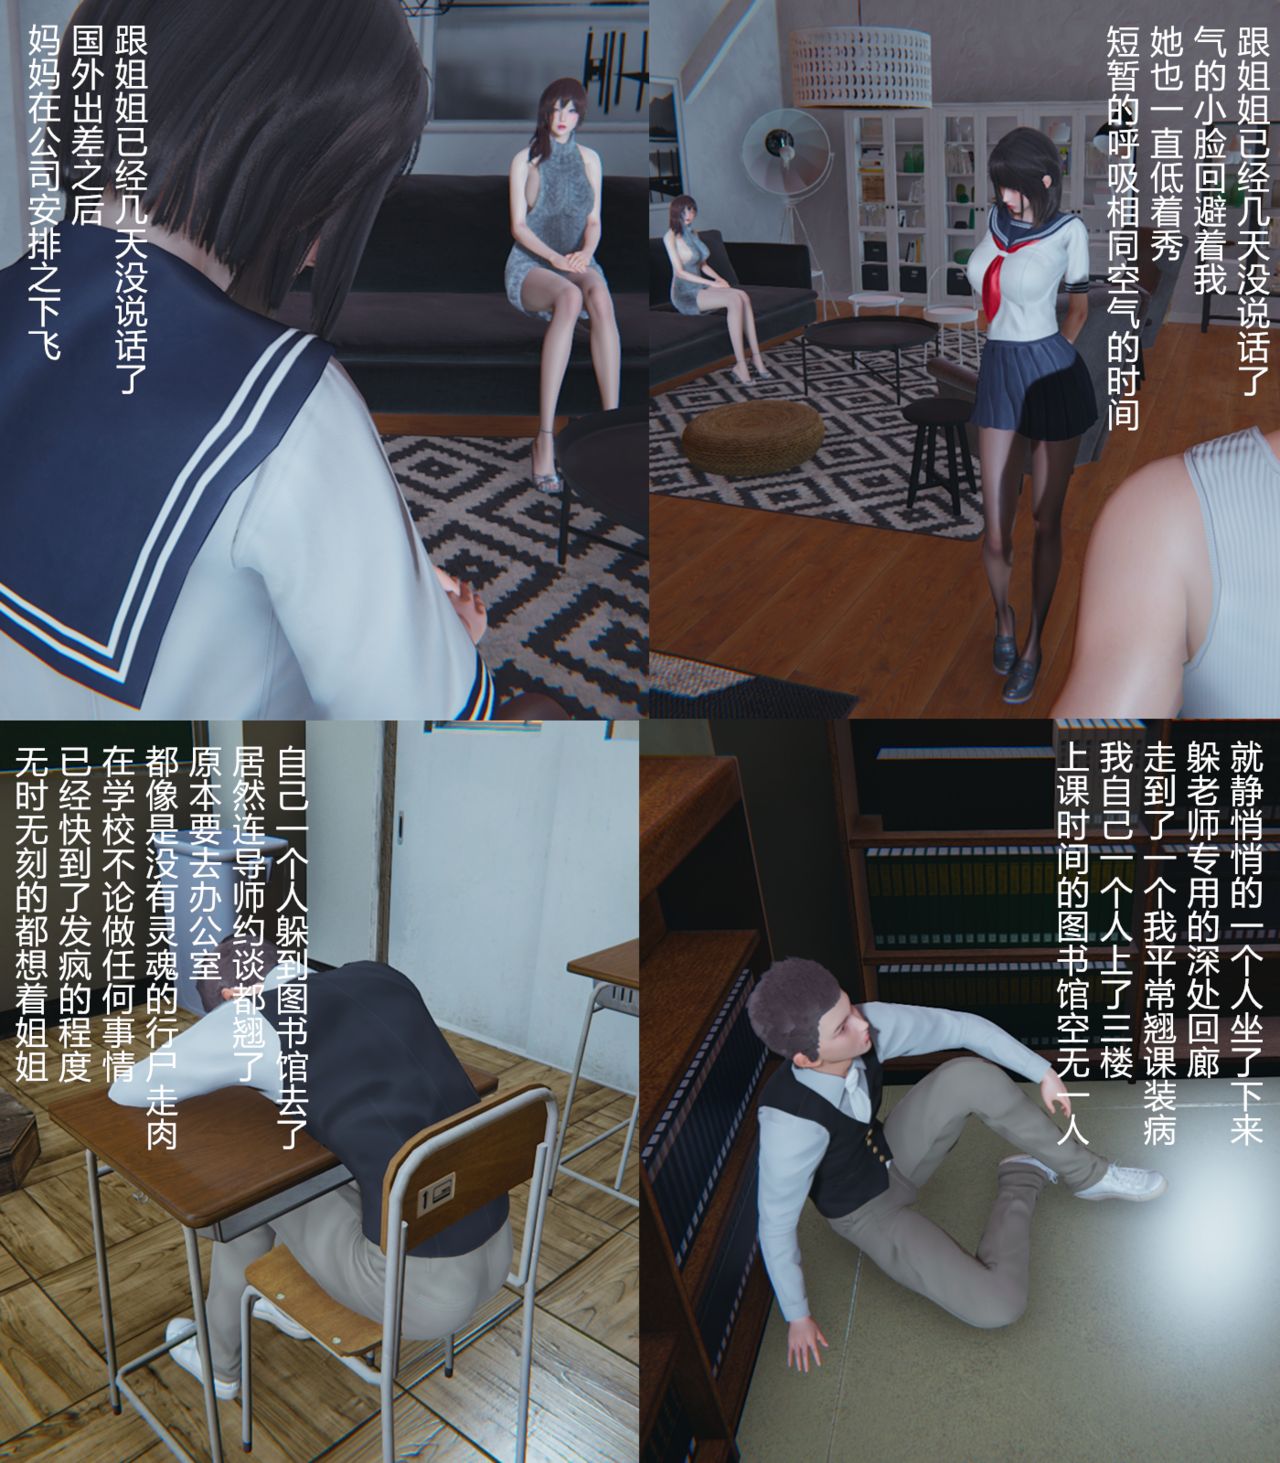 妈妈在公司安排之下飞
国外出差之后
跟姐姐已经几天没说话了
短暂的呼吸相同空气的时间
她也一直低着秀
气的小脸回避着我
跟姐姐已经几天没说话了
无时无刻的都想着姐姐
已经快到了发疯的程度
在学校不论做任何事情
都像是没有灵魂的行尸走肉
原本要去办公室
居然连导师约谈都翘了
自己一个人躲到图书馆去了
上课时间的图书馆空无一人
我自己一个人上了三楼
走到了一个我平常翘课装病
躲老师专用的深处回廊
就静悄悄的一个人坐了下来